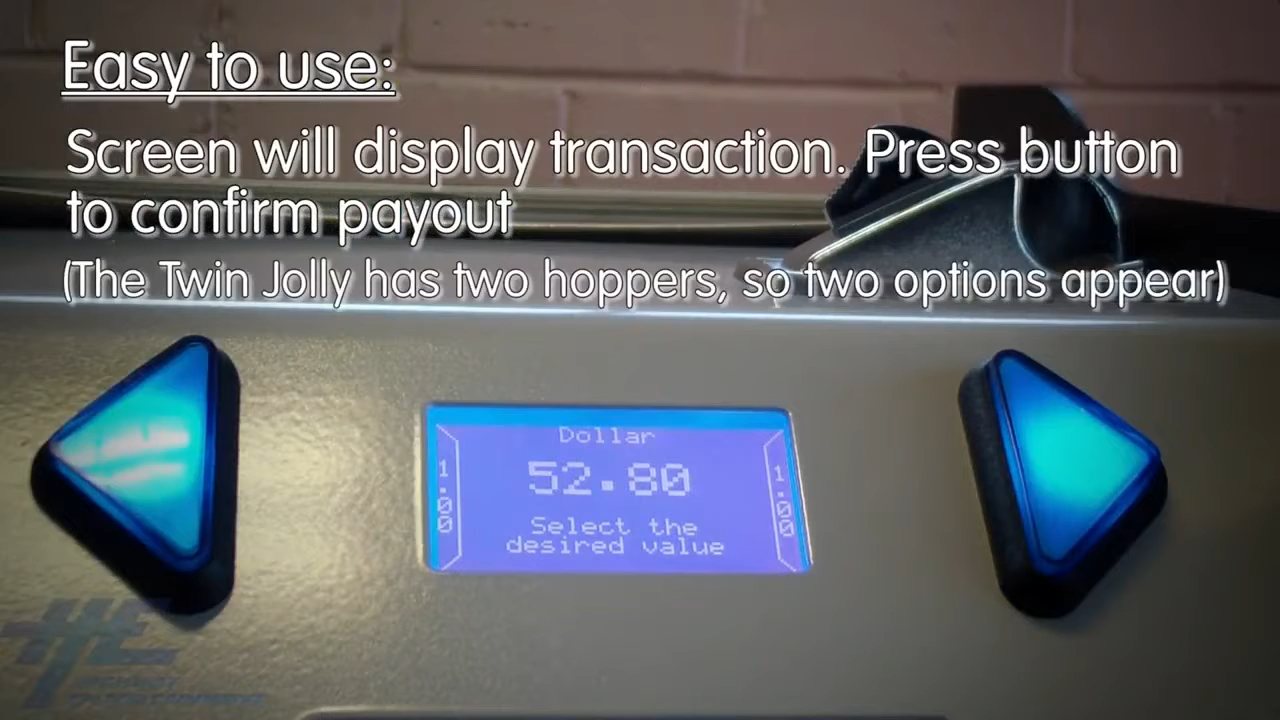 Easy to use:
Screen will display transaction. Press button
to confirm payout
(The Twin Jolly has two hoppers, so two options appear)
Dollar
52.80
1.00
1.00
Select the
desired value